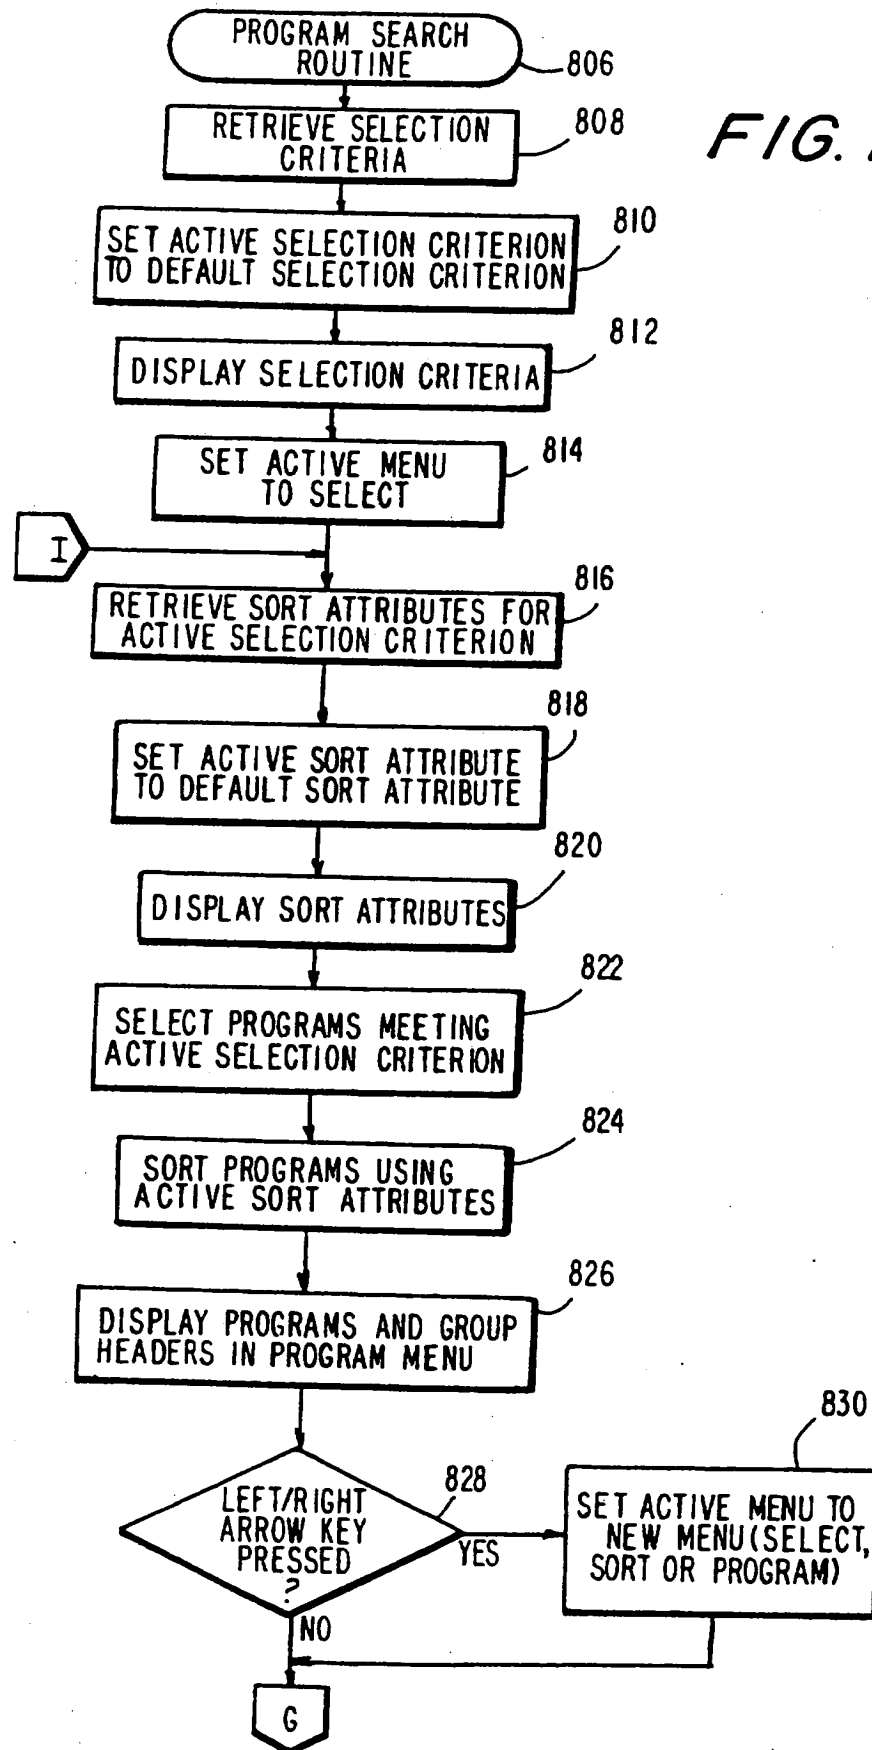 PROGRAM SEARCH
ROUTINE
806
RETRIEVE SELECTION
CRITERIA
808
FIG.
SET ACTIVE SELECTION CRITERION
TO DEFAULT SELECTION CRITERION
810
DISPLAY SELECTION CRITERIA
812
SET ACTIVE MENU
TO SELECT
814
I
RETRIEVE SORT ATTRIBUTES FOR
ACTIVE SELECTION CRITERION
816
SET ACTIVE SORT ATTRIBUTE
TO DEFAULT SORT ATTRIBUTE
818
DISPLAY SORT ATTRIBUTES
820
SELECT PROGRAMS MEETING
ACTIVE SELECTION CRITERION
822
SORT PROGRAMS USING
ACTIVE SORT ATTRIBUTES
824
DISPLAY PROGRAMS AND GROUP
HEADERS IN PROGRAM MENU
826
LEFT/RIGHT
ARROW KEY
PRESSED
?
828
YES
NO
SET ACTIVE MENU TO
NEW MENU (SELECT,
SORT OR PROGRAM)
830
G